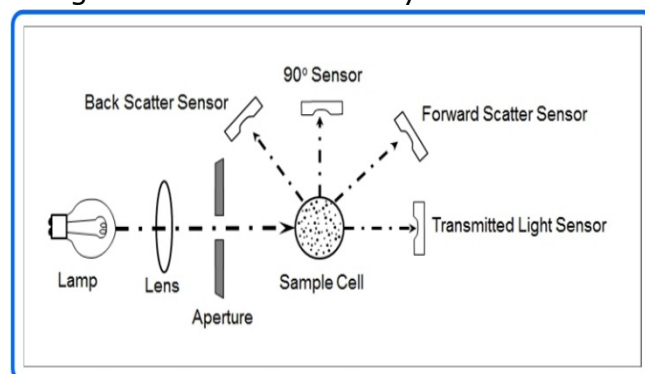 90° Sensor
Back Scatter Sensor
Forward Scatter Sensor
Transmitted Light Sensor
Lamp
Lens
Sample Cell
Aperture